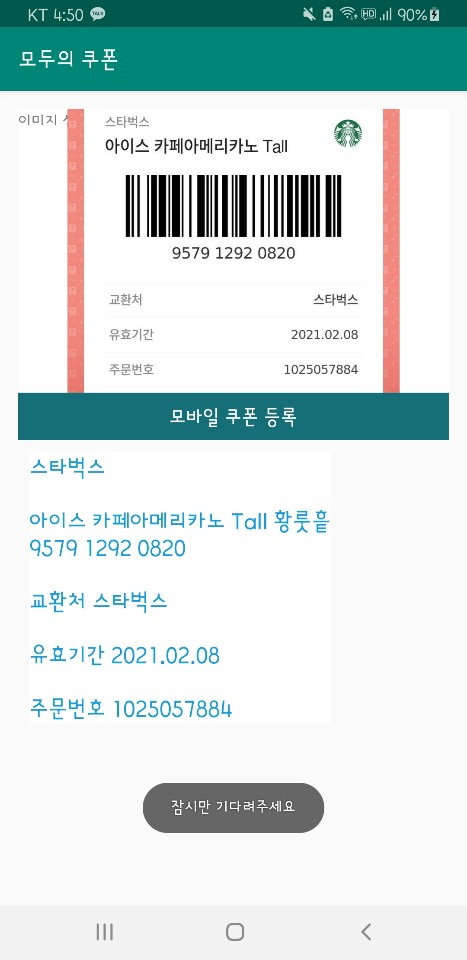 KT 4:50 TALK HD 90%
모두의 쿠폰
이미지
스타벅스
아이스 카페아메리카노 Tall
9579 1292 0820
교환처 스타벅스
유효기간 2021.02.08
주문번호 1025057884
모바일 쿠폰 등록
스타벅스
아이스 카페아메리카노 Tall 황룻흩
9579 1292 0820
교환처 스타벅스
유효기간 2021.02.08
주문번호 1025057884
잠시만 기다려주세요